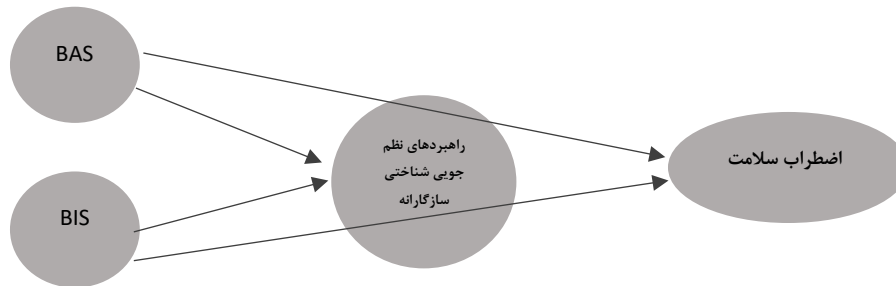 BAS
راهبردهای نظم
جویی شناختی
سازگارانه
اضطراب سلامت
BIS